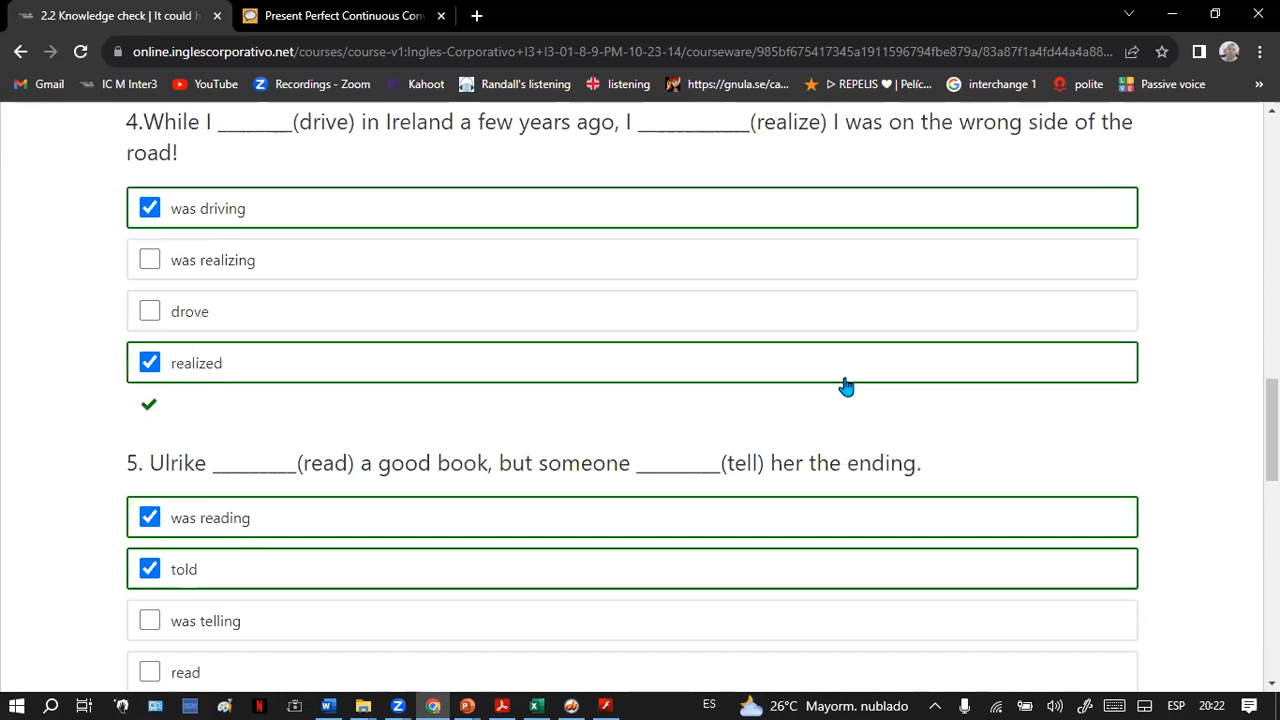 2.2 Knowledge check | It could h
Present Perfect Continuous Con
online.inglescorporativo.net/courses/course-v1:Ingles-Corporativo+I3+I3-01-8-9-PM-10-23-14/courseware/985bf675417345a1911596794fbe879a/83a87f1a4fd44a4a88...
Gmail IC M Inter3 YouTube Recordings - Zoom Kahoot Randall's listening listening https://gnula.se/ca... ▷ REPELIS ❤ | Pelíc... interchange 1 polite Passive voice »
4.While I _______(drive) in Ireland a few years ago, I ___________(realize) I was on the wrong side of the
road!
was driving
was realizing
drove
realized
5. Ulrike ________(read) a good book, but someone ________(tell) her the ending.
was reading
told
was telling
read
ES 26°C Mayorm. nublado ESP 20:22